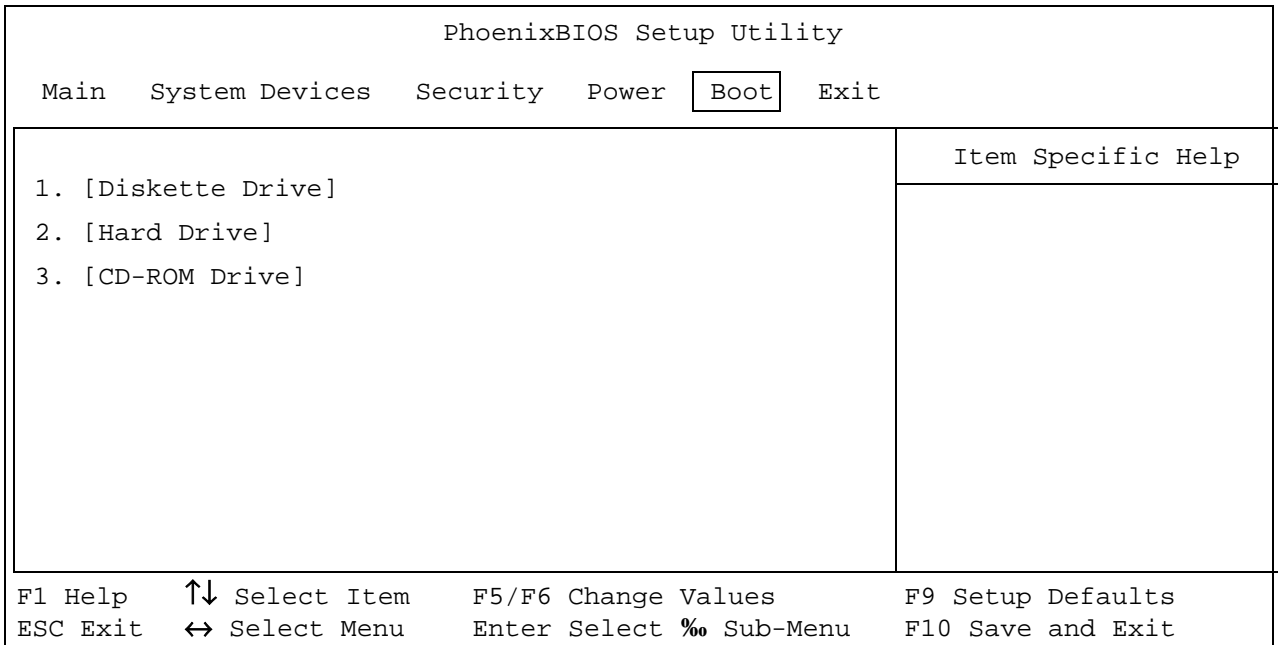 PhoenixBIOS Setup Utility
Main System Devices Security Power Boot Exit
Item Specific Help
1. [Diskette Drive]
2. [Hard Drive]
3. [CD-ROM Drive]
F1 Help ↑↓ Select Item F5/F6 Change Values F9 Setup Defaults
ESC Exit ↔ Select Menu Enter Select ‰ Sub-Menu F10 Save and Exit